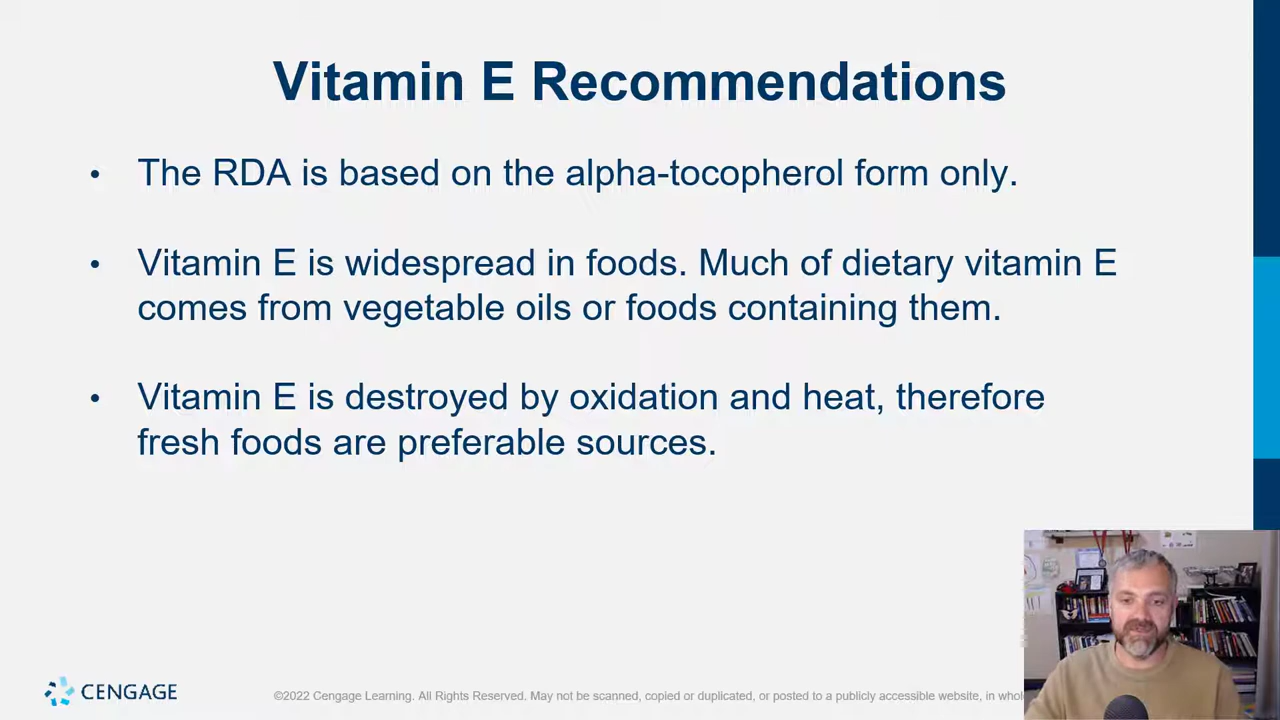 Vitamin E Recommendations
• The RDA is based on the alpha-tocopherol form only.
• Vitamin E is widespread in foods. Much of dietary vitamin E
comes from vegetable oils or foods containing them.
• Vitamin E is destroyed by oxidation and heat, therefore
fresh foods are preferable sources.
CENGAGE
©2022 Cengage Learning. All Rights Reserved. May not be scanned, copied or duplicated, or posted to a publicly accessible website, in